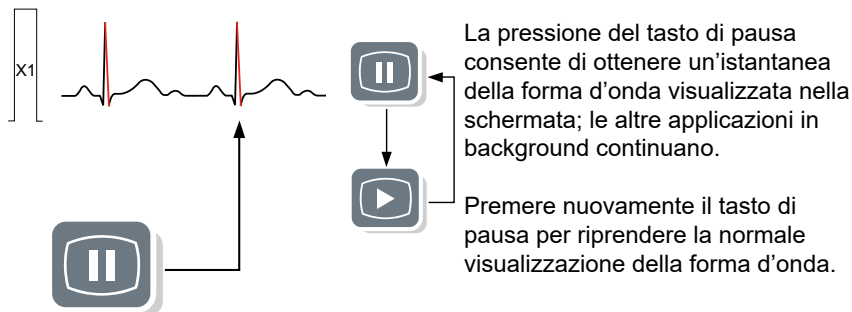 X1
La pressione del tasto di pausa
consente di ottenere un’istantanea
della forma d’onda visualizzata nella
schermata; le altre applicazioni in
background continuano.
Premere nuovamente il tasto di
pausa per riprendere la normale
visualizzazione della forma d’onda.